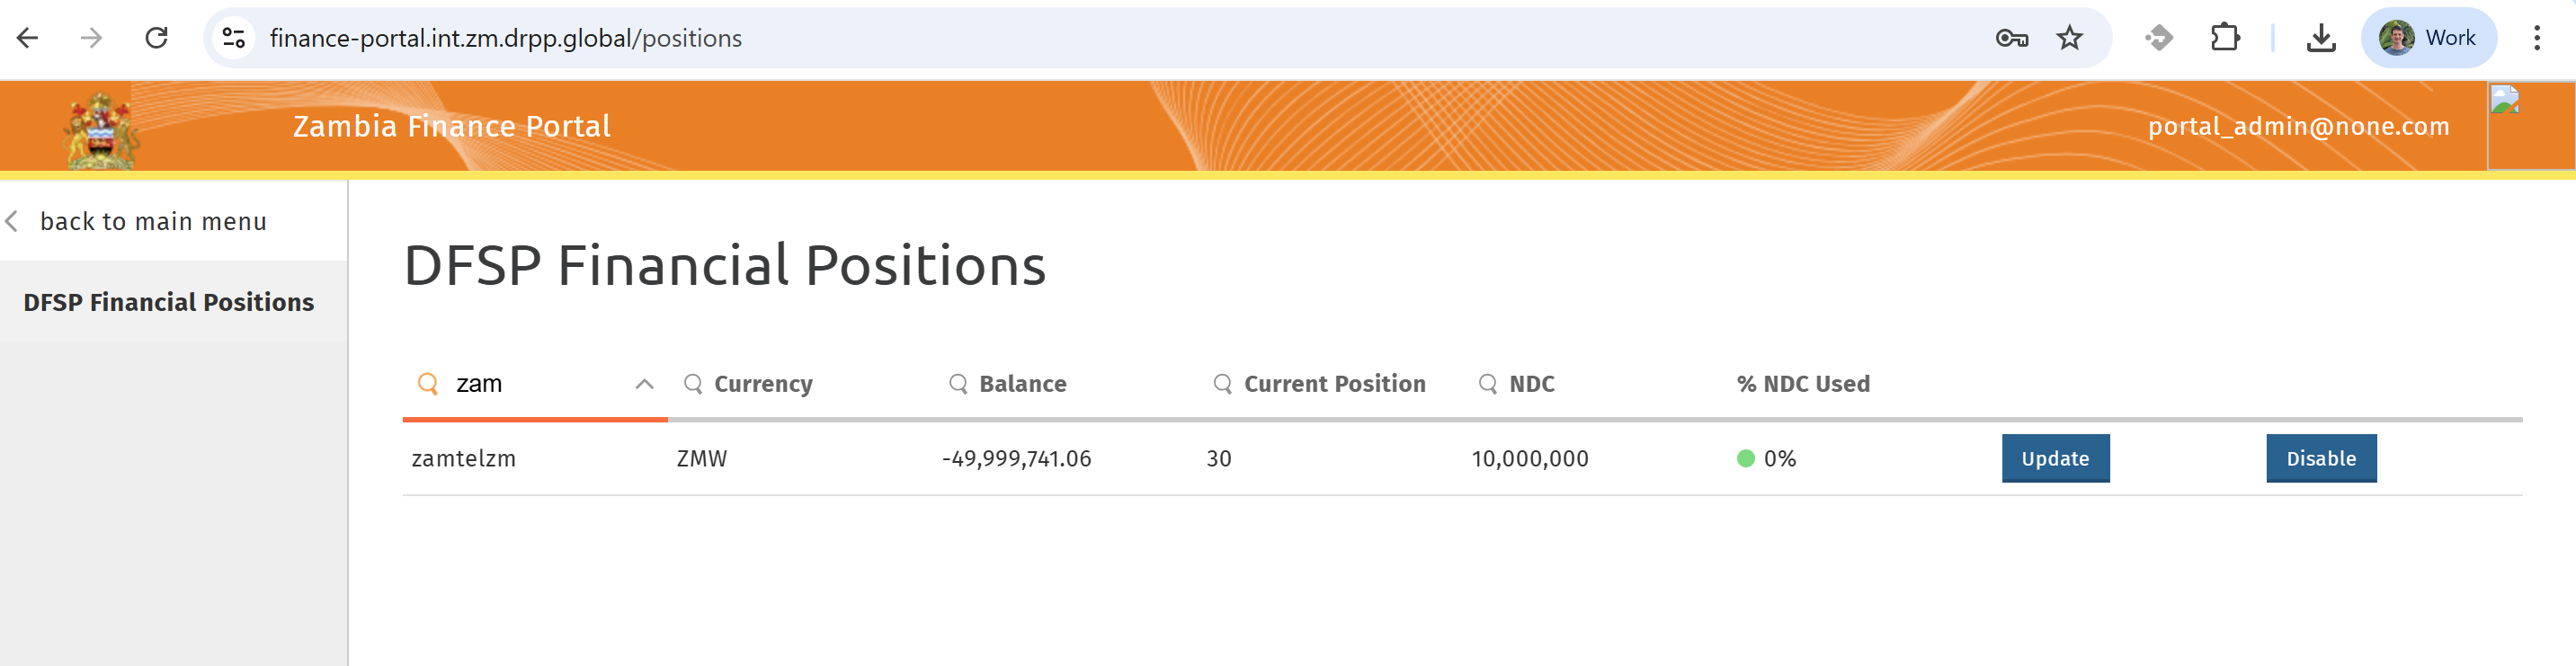 finance-portal.int.zm.drpp.global/positions
Work
Zambia Finance Portal
portal_admin@none.com
back to main menu
DFSP Financial Positions
DFSP Financial Positions
zam Currency Balance Current Position NDC % NDC Used
zamtelzm ZMW -49,999,741.06 30 10,000,000 0% Update Disable